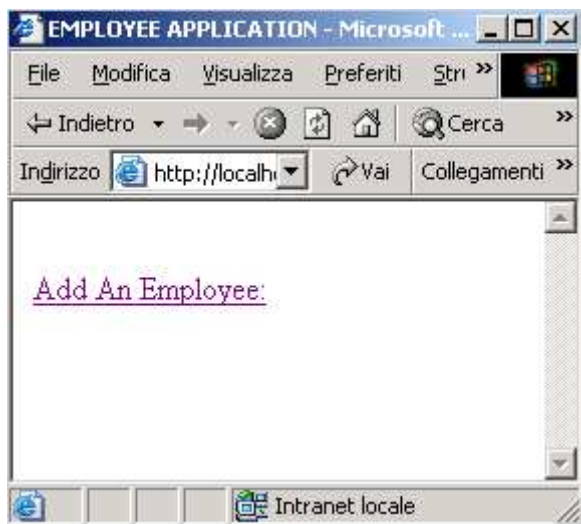 EMPLOYEE APPLICATION - Microsoft ...
File Modifica Visualizza Preferiti »
Indietro Cerca »
Indirizzo http://localh Vai Collegamenti »
Add An Employee:
Intranet locale